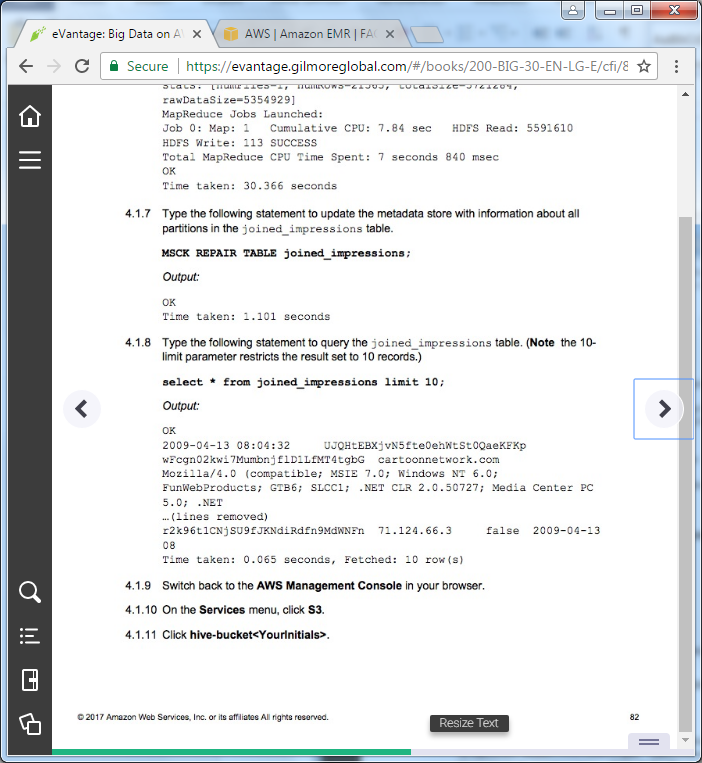 eVantage: Big Data on A
AWS | Amazon EMR | FA
Secure https://evantage.gilmoreglobal.com/#/books/200-BIG-30-EN-LG-E/cfi/8
rawDataSize=5354929]
MapReduce Jobs Launched:
Job 0: Map: 1 Cumulative CPU: 7.84 sec HDFS Read: 5591610
HDFS Write: 113 SUCCESS
Total MapReduce CPU Time Spent: 7 seconds 840 msec
OK
Time taken: 30.366 seconds
4.1.7 Type the following statement to update the metadata store with information about all
partitions in the joined_impressions table.
MSCK REPAIR TABLE joined_impressions;
Output:
OK
Time taken: 1.101 seconds
4.1.8 Type the following statement to query the joined_impressions table. (Note the 10-
limit parameter restricts the result set to 10 records.)
select * from joined_impressions limit 10;
Output:
OK
2009-04-13 08:04:32 UJQHtEBXjvN5fte0ehWtSt0QaeKFKp
wFcgn02kwi7MumbnjflD1LfMT4tgbG cartoonnetwork.com
Mozilla/4.0 (compatible; MSIE 7.0; Windows NT 6.0;
FunWebProducts; GTB6; SLCC1; .NET CLR 2.0.50727; Media Center PC
5.0; .NET
…(lines removed)
r2k96t1CNjSU9fJKNdiRdfn9MdWNFn 71.124.66.3 false 2009-04-13
08
Time taken: 0.065 seconds, Fetched: 10 row(s)
4.1.9 Switch back to the AWS Management Console in your browser.
4.1.10 On the Services menu, click S3.
4.1.11 Click hive-bucket<YourInitials>.
© 2017 Amazon Web Services, Inc. or its affiliates All rights reserved.
Resize Text
82